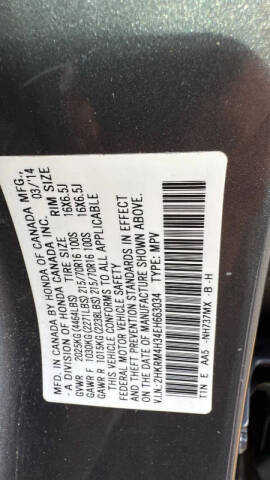 MFD. IN CANADA BY HONDA OF CANADA MFG.,
- A DIVISION OF HONDA CANADA INC. 03/14
TIRE SIZE RIM SIZE
GVWR 2025KG (4464LBS)
GAWR F 1030KG (2271LBS) 215/70R16 100S 16X6.5J
GAWR R 1015KG (2238LBS) 215/70R16 100S 16X6.5J
THIS VEHICLE CONFORMS TO ALL APPLICABLE
FEDERAL MOTOR VEHICLE SAFETY
AND THEFT PREVENTION STANDARDS IN EFFECT
ON THE DATE OF MANUFACTURE SHOWN ABOVE.
V.I.N.: 2HKRM4H34EH663034 TYPE: MPV
TIN E AA5 -NH737MX -B -H